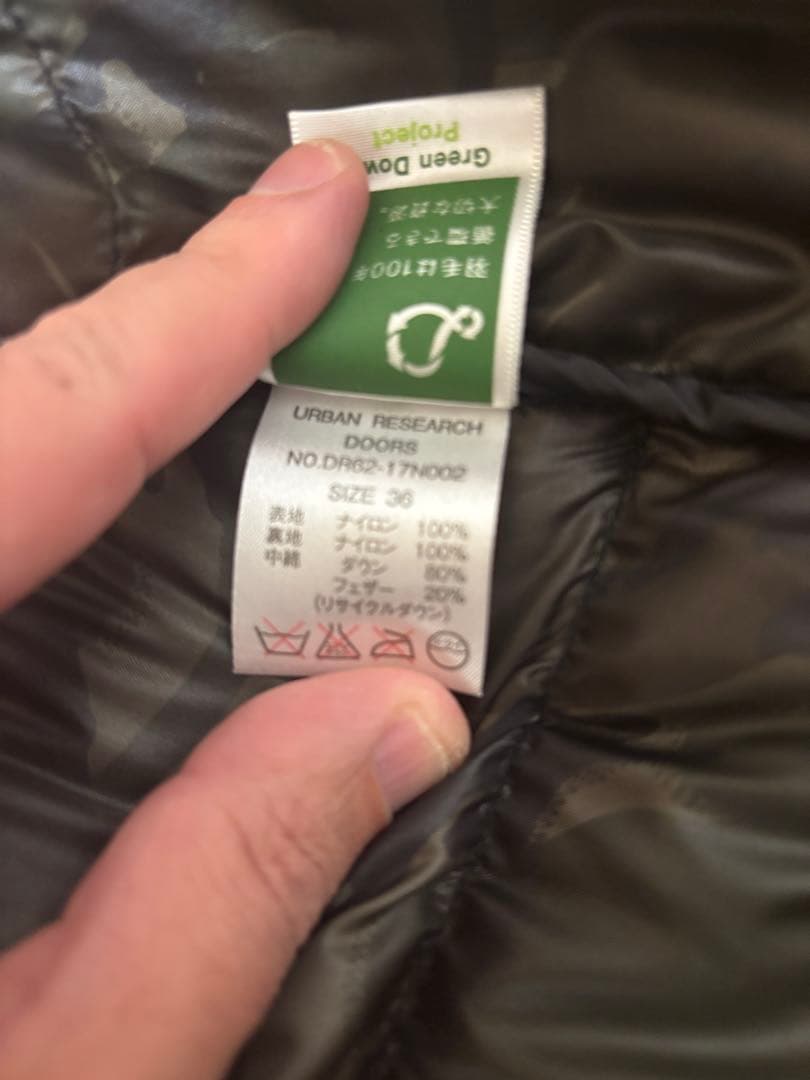 Green Dow
Project
羽毛は100年
循環できる
大切な資源。
URBAN RESEARCH
DOORS
NO.DR62-17N002
SIZE 36
表地 ナイロン 100%
裏地 ナイロン 100%
中綿 ダウン 80%
フェザー 20%
(リサイクルダウン)